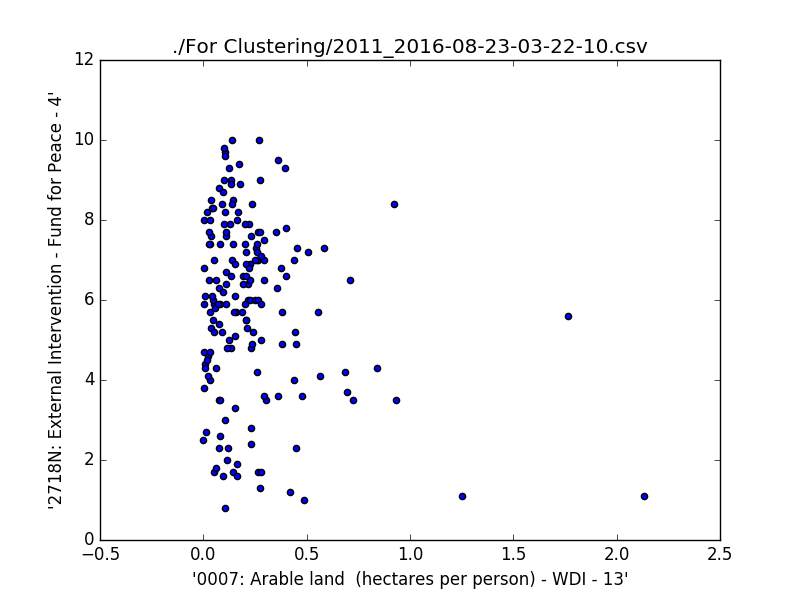 ./For Clustering/2011_2016-08-23-03-22-10.csv
12
10
8
6
4
2
0
'2718N: External Intervention - Fund for Peace - 4'
−0.5 0.0 0.5 1.0 1.5 2.0 2.5
'0007: Arable land  (hectares per person) - WDI - 13'